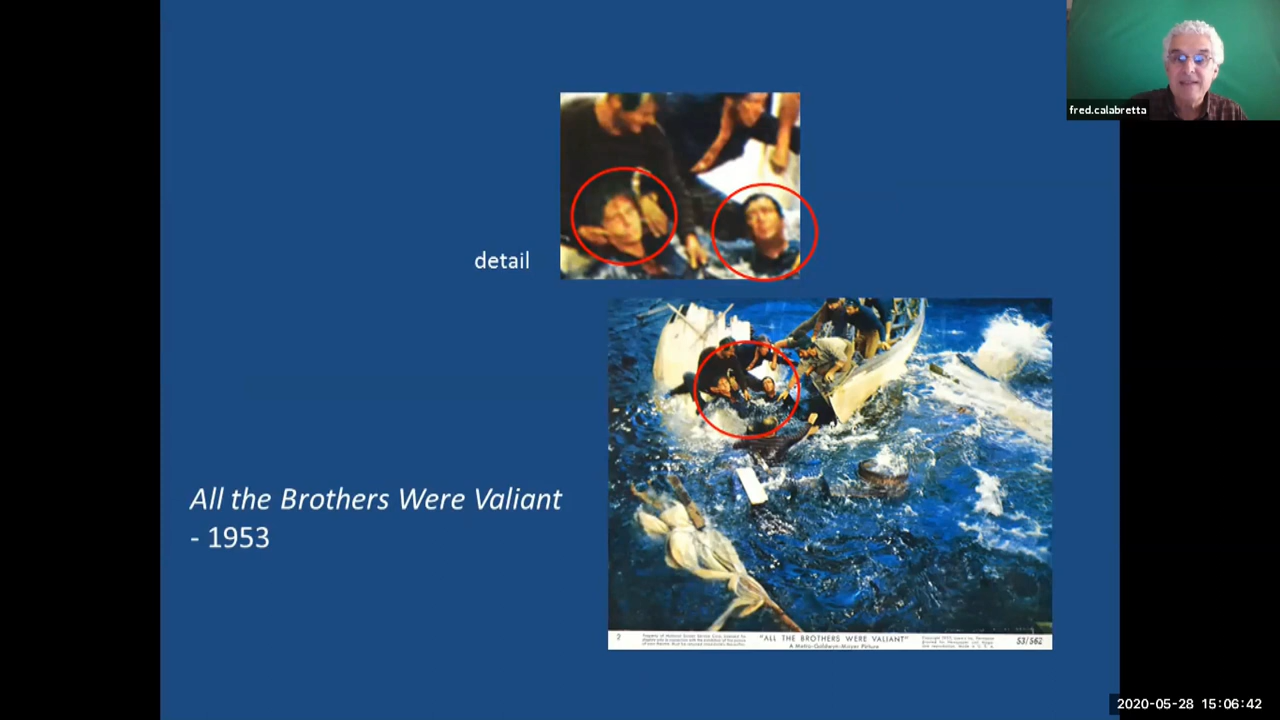 fred.calabretta
detail
All the Brothers Were Valiant
- 1953
"ALL THE BROTHERS WERE VALIANT"
A Metro-Goldwyn-Mayer Picture
53/562
2020-05-28 15:06:42